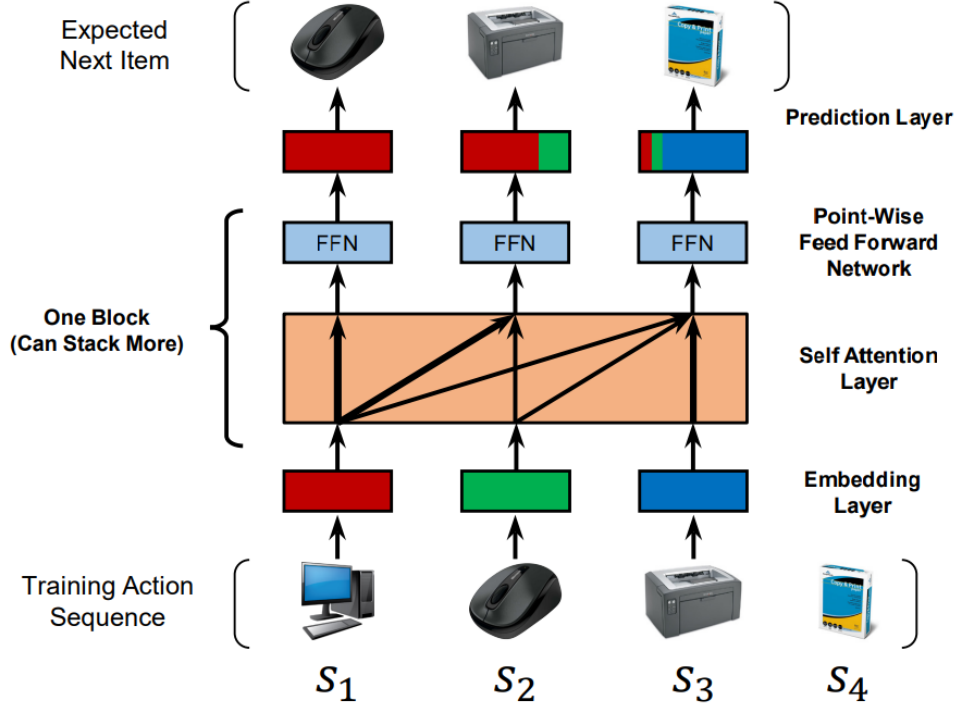 Expected
Next Item
Prediction Layer
FFN
FFN
FFN
Point-Wise
Feed Forward
Network
One Block
(Can Stack More)
Self Attention
Layer
Embedding
Layer
Training Action
Sequence
S1
S2
S3
S4